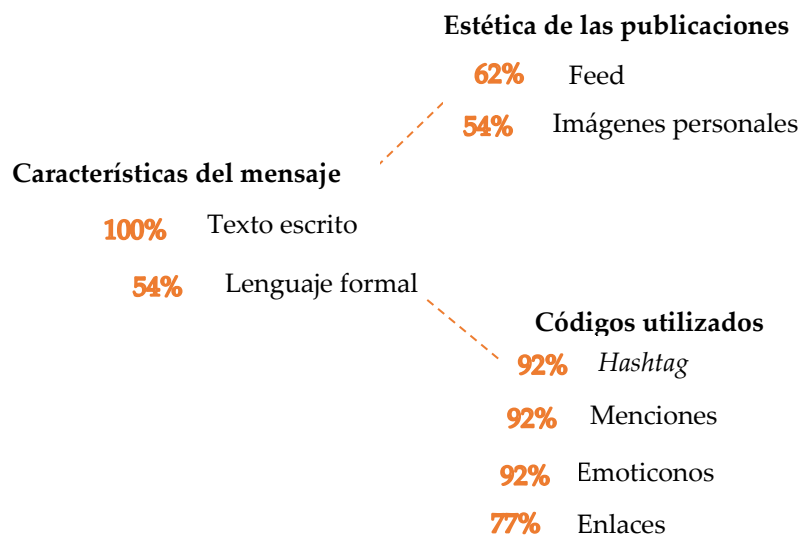 Estética de las publicaciones
62% Feed
54% Imágenes personales
Características del mensaje
100% Texto escrito
54% Lenguaje formal
Códigos utilizados
92% Hashtag
92% Menciones
92% Emoticonos
77% Enlaces